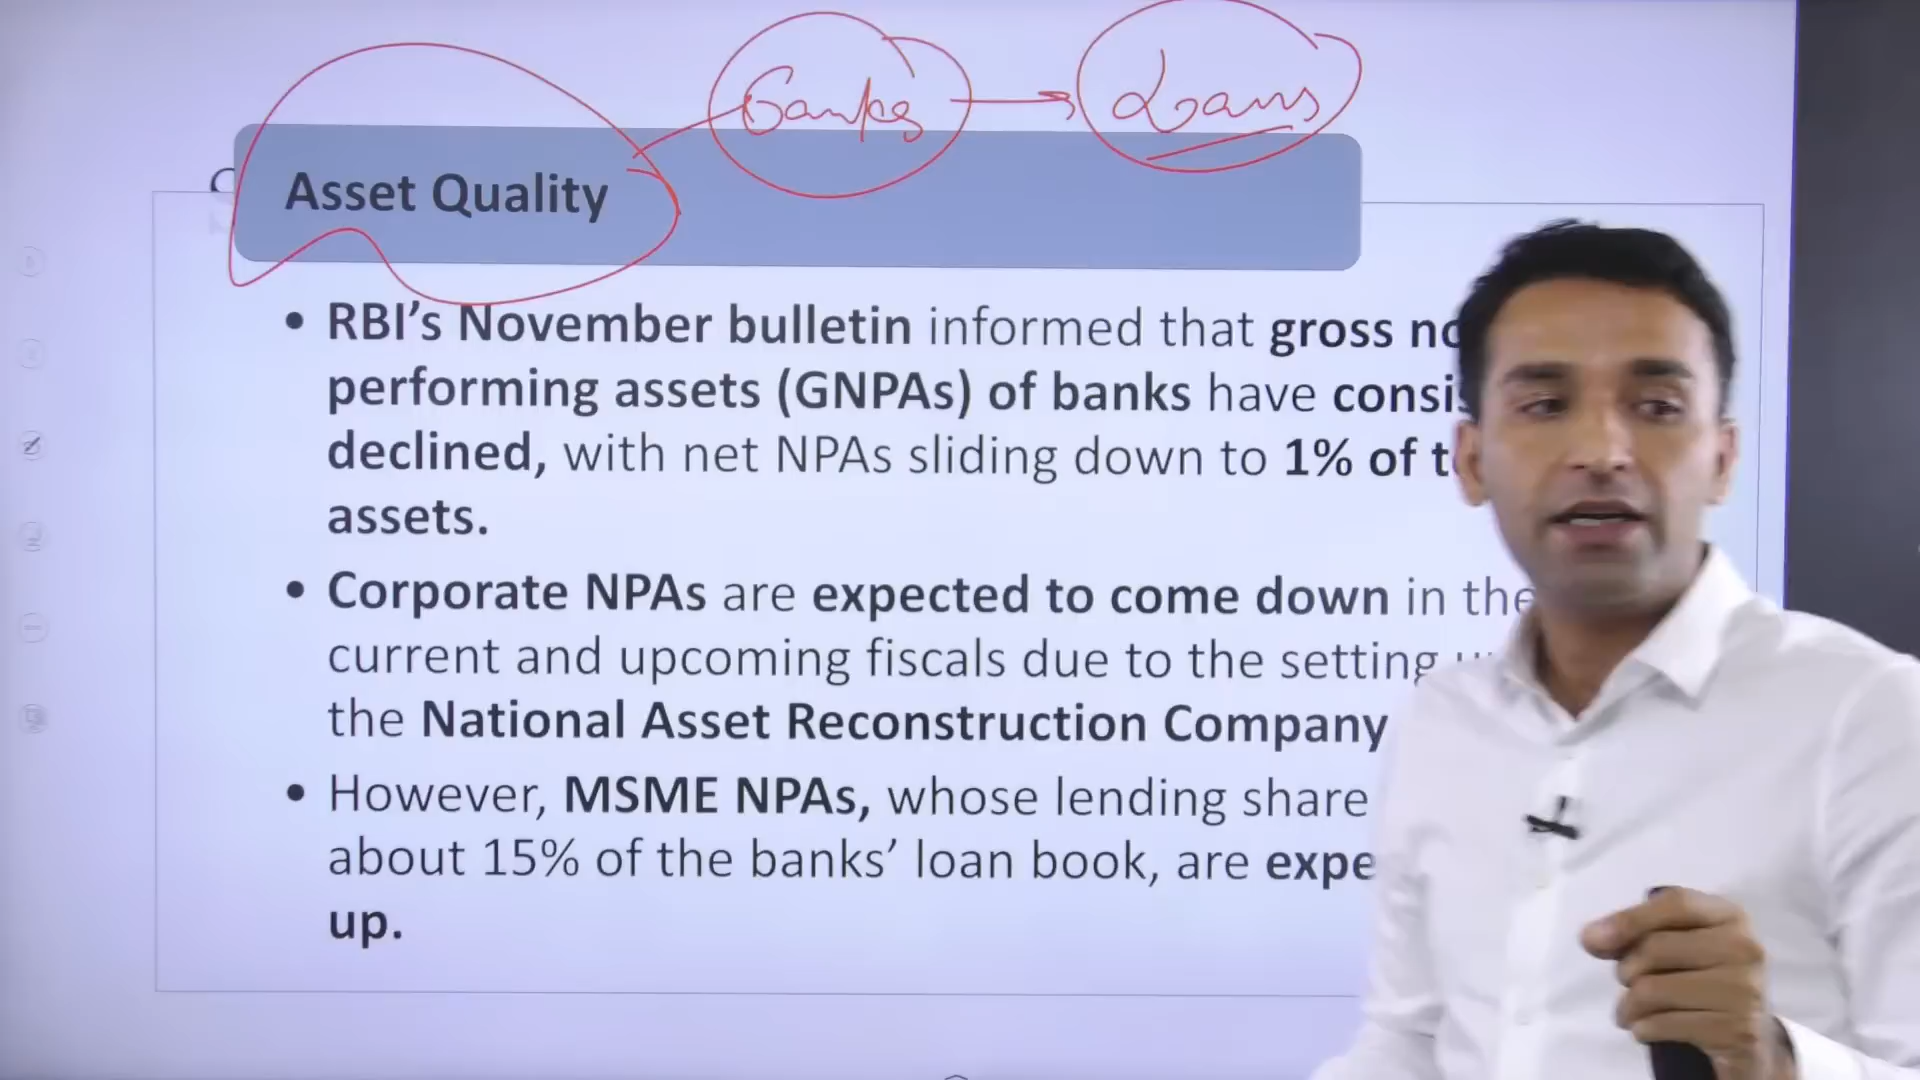 Banks → Loans
Asset Quality
• RBI’s November bulletin informed that gross
performing assets (GNPAs) of banks have
declined, with net NPAs sliding down to 1% of
assets.
• Corporate NPAs are expected to come down in the
current and upcoming fiscals due to the setting
the National Asset Reconstruction Company
• However, MSME NPAs, whose lending share
about 15% of the banks’ loan book, are
up.